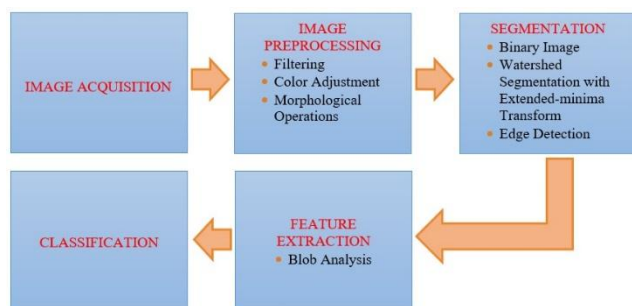 IMAGE ACQUISITION
IMAGE
PREPROCESSING
• Filtering
• Color Adjustment
• Morphological
Operations
SEGMENTATION
• Binary Image
• Watershed
Segmentation with
Extended-minima
Transform
• Edge Detection
FEATURE
EXTRACTION
• Blob Analysis
CLASSIFICATION